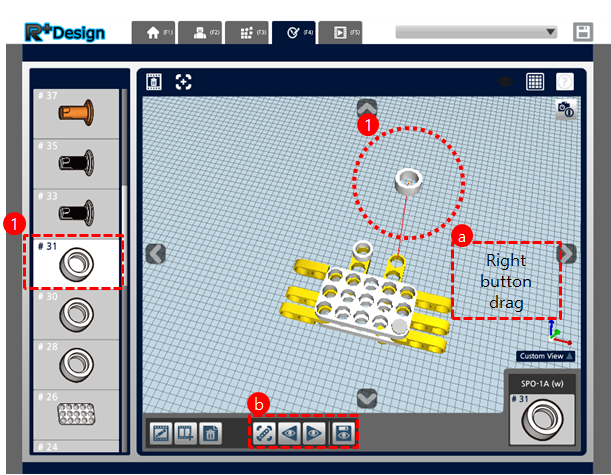 R+Design
(F1)
(F2)
(F3)
(F4)
(F5)
# 37
# 35
# 33
1
# 31
# 30
# 28
# 26
# 24
1
a
Right
button
drag
Custom View
b
SPO-1A (w)
# 31